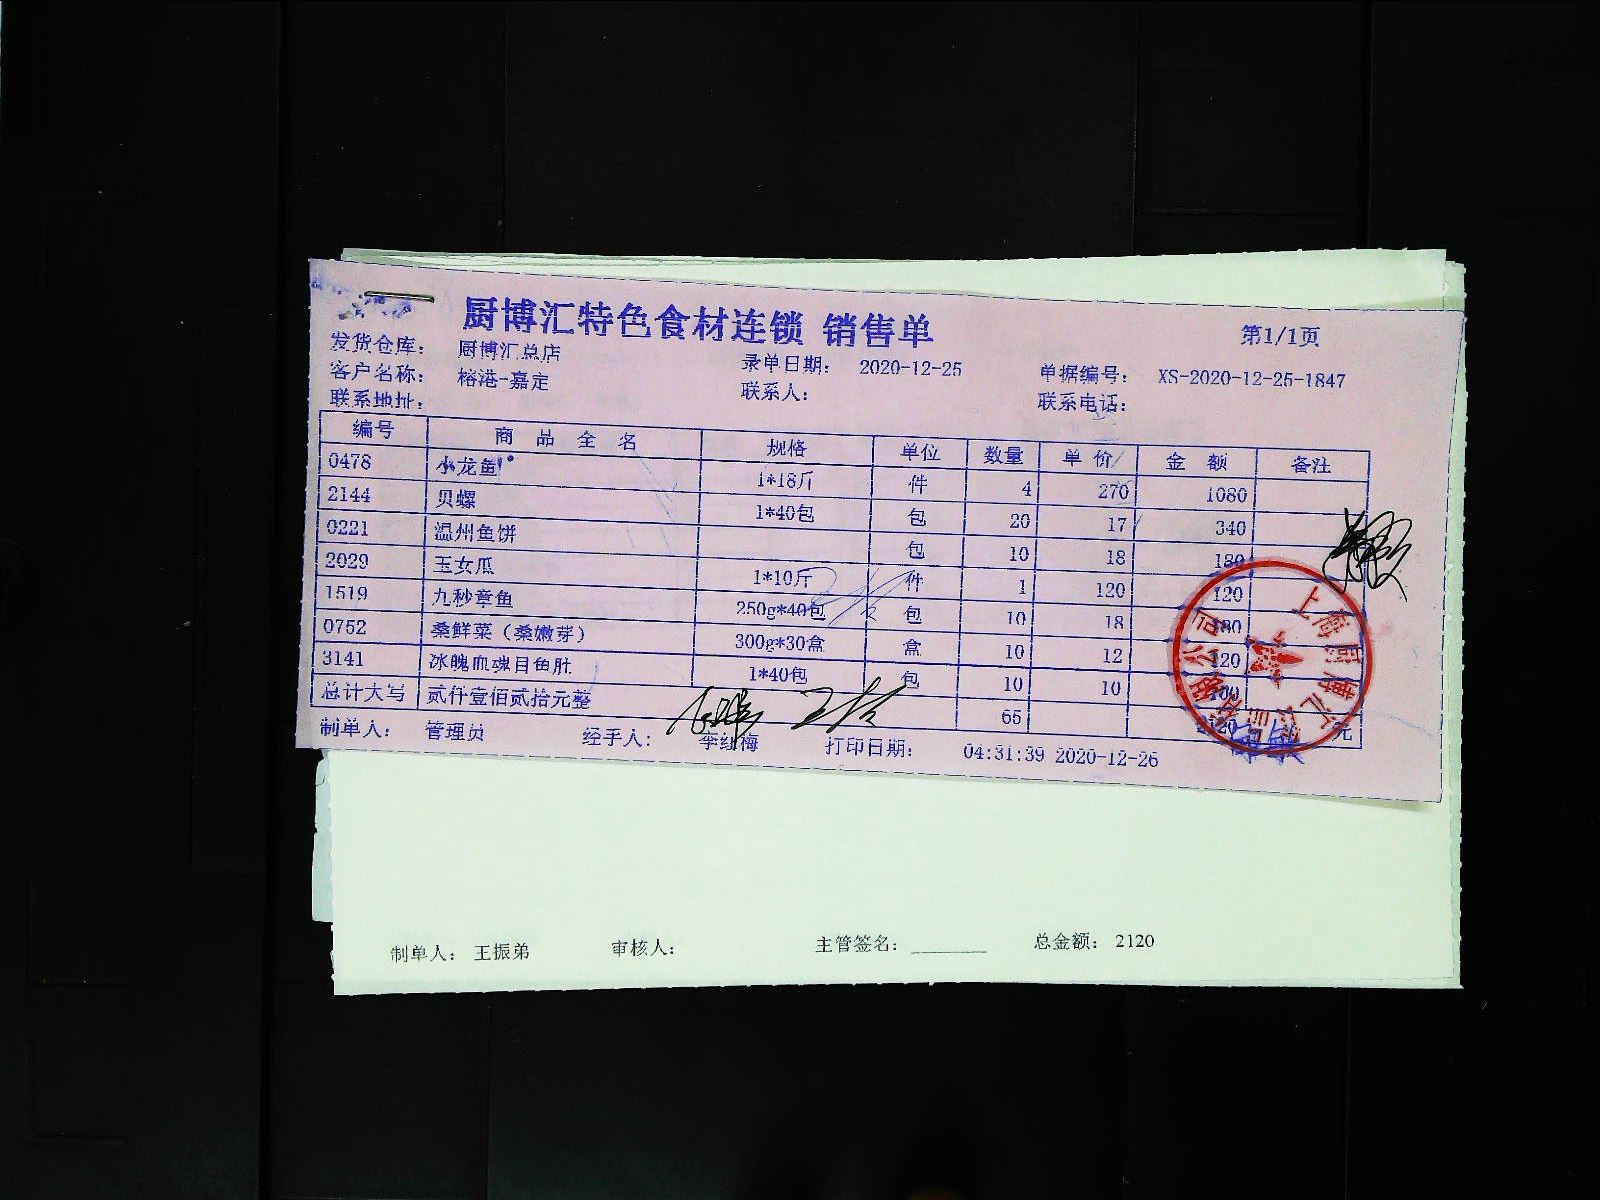 厨博汇特色食材连锁 销售单
第1/1页
发货仓库： 厨博汇总店 录单日期： 2020-12-25 单据编号： XS-2020-12-25-1847
客户名称： 榕港-嘉定 联系人： 联系电话：
联系地址：
编号 商品全名 规格 单位 数量 单价 金额 备注
0478 小龙鱼 1*18斤 件 4 270 1080
2144 贝螺 1*40包 包 20 17 340
0221 温州鱼饼 包 10 18 180
2029 玉女瓜 1*10斤 件 1 120 120
1519 九秒章鱼 250g*40包 包 10 18 180
0752 桑鲜菜（桑嫩芽） 300g*30盒 盒 10 12 120
3141 冰魄血魂目鱼肚 1*40包 包 10 10 100
总计大写 贰仟壹佰贰拾元整 65 2120 元
制单人： 管理员 经手人： 李红梅 打印日期： 04:31:39 2020-12-26
制单人： 王振弟 审核人： 主管签名： ________ 总金额： 2120